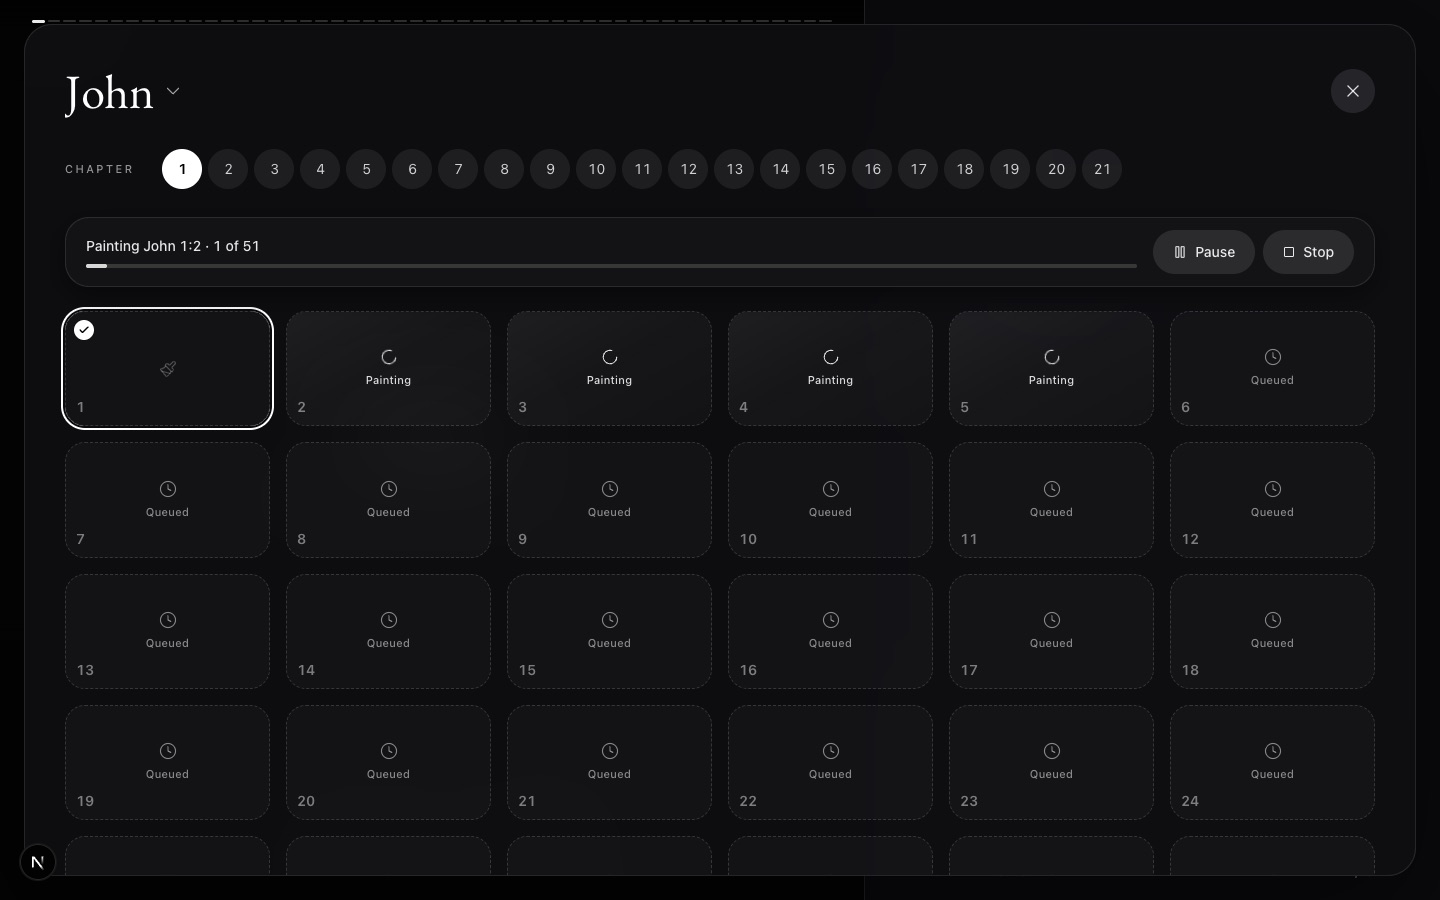 John
CHAPTER 1 2 3 4 5 6 7 8 9 10 11 12 13 14 15 16 17 18 19 20 21
Painting John 1:2 · 1 of 51
Pause Stop
Painting Painting Painting Painting Queued
1 2 3 4 5 6
Queued Queued Queued Queued Queued Queued
7 8 9 10 11 12
Queued Queued Queued Queued Queued Queued
13 14 15 16 17 18
Queued Queued Queued Queued Queued Queued
19 20 21 22 23 24
N